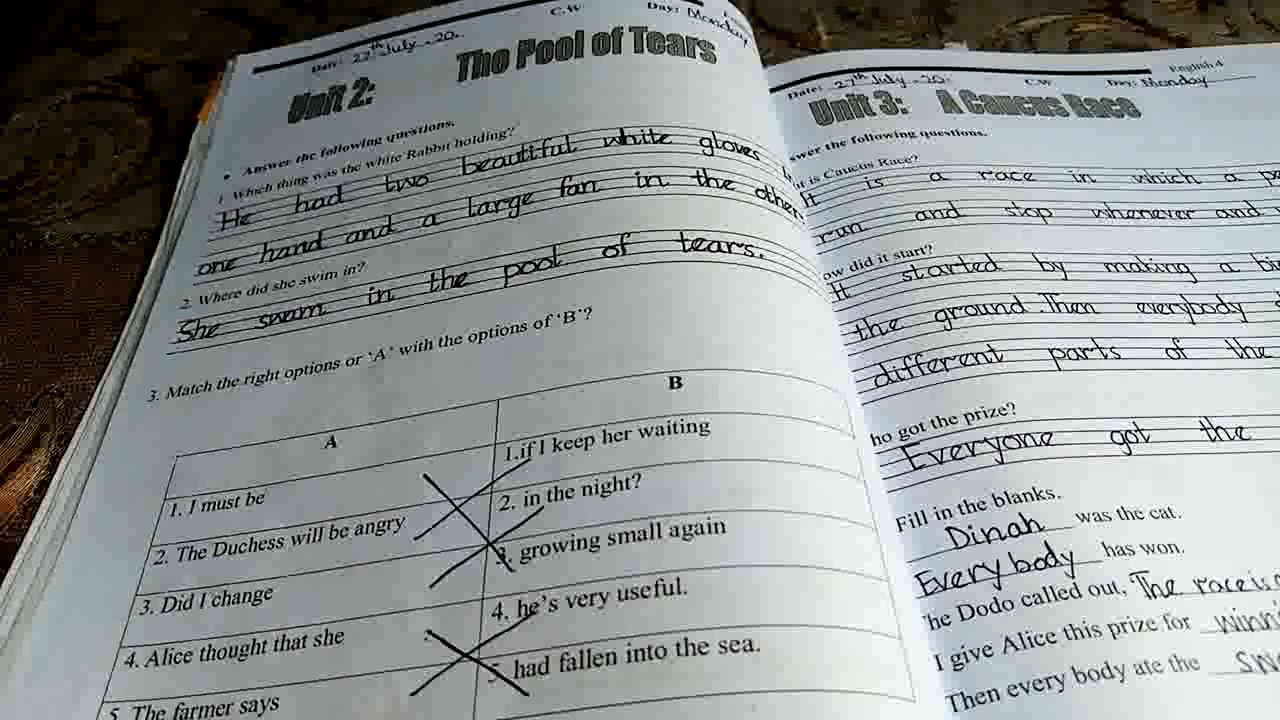 C.W Day: Monday
Date: 27th July - 20.
Unit 2: The Pool of Tears
• Answer the following questions.
1. Which thing was the white Rabbit holding?
He had two beautiful white gloves
one hand and a large fan in the other.
2. Where did she swim in?
She swam in the pool of tears.
3. Match the right options or ‘A’ with the options of ‘B’?
A B
1. I must be 1.if I keep her waiting
2. The Duchess will be angry 2. in the night?
3. Did I change 3. growing small again
4. Alice thought that she 4. he’s very useful.
5. The farmer says 5. had fallen into the sea.
English 4
Date: 27th July - 20. C.W Day: Monday
Unit 3: A Caucus Race
the following questions.
is Caucus Race?
It is a race in which a
run and stop whenever and
did it start?
It started by making a
the ground. Then everybody
different parts of the
got the prize?
Everyone got the
Fill in the blanks.
Dinah was the cat.
Everybody has won.
Dodo called out, The race is
I give Alice this prize for
Then every body ate the